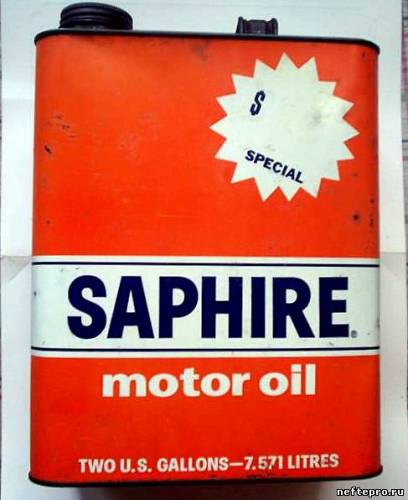 $
SPECIAL
SAPHIRE®
motor oil
TWO U.S. GALLONS—7.571 LITRES
neftepro.ru